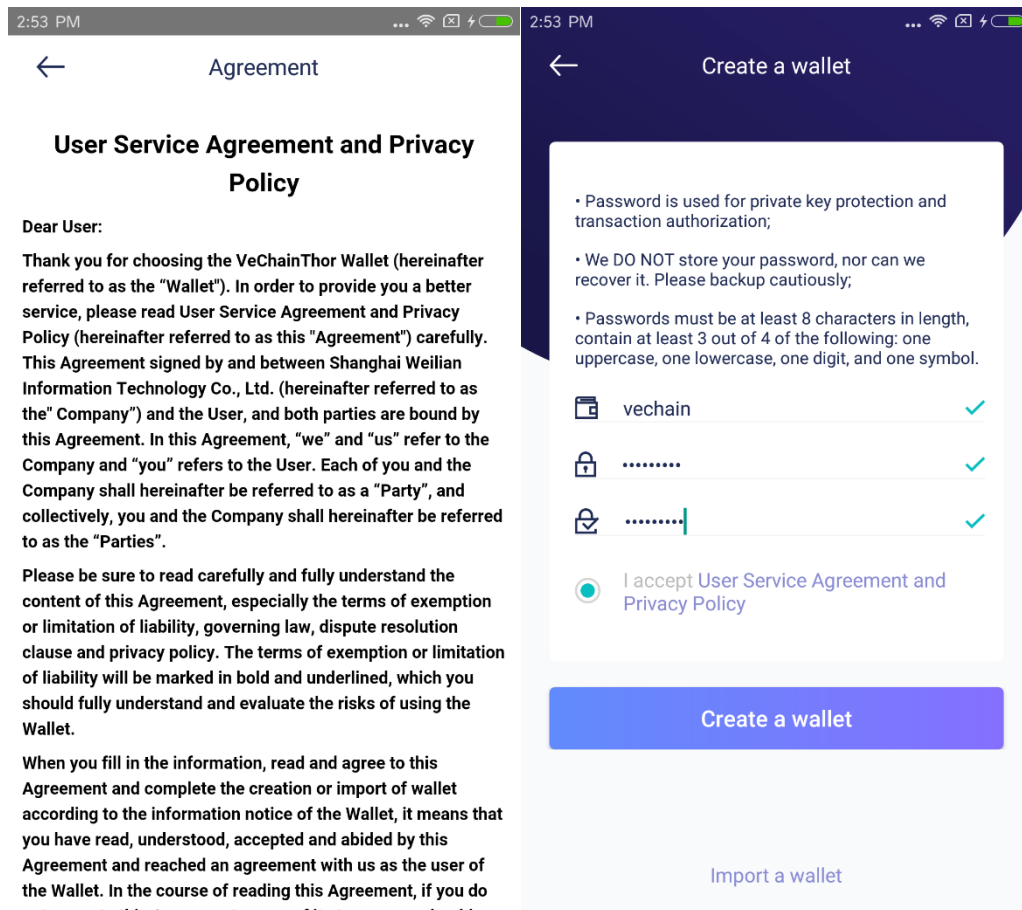 2:53 PM
Agreement
User Service Agreement and Privacy
Policy
Dear User:
Thank you for choosing the VeChainThor Wallet (hereinafter
referred to as the “Wallet"). In order to provide you a better
service, please read User Service Agreement and Privacy
Policy (hereinafter referred to as this "Agreement") carefully.
This Agreement signed by and between Shanghai Weilian
Information Technology Co., Ltd. (hereinafter referred to as
the" Company”) and the User, and both parties are bound by
this Agreement. In this Agreement, “we” and “us” refer to the
Company and “you” refers to the User. Each of you and the
Company shall hereinafter be referred to as a “Party”, and
collectively, you and the Company shall hereinafter be referred
to as the “Parties”.
Please be sure to read carefully and fully understand the
content of this Agreement, especially the terms of exemption
or limitation of liability, governing law, dispute resolution
clause and privacy policy. The terms of exemption or limitation
of liability will be marked in bold and underlined, which you
should fully understand and evaluate the risks of using the
Wallet.
When you fill in the information, read and agree to this
Agreement and complete the creation or import of wallet
according to the information notice of the Wallet, it means that
you have read, understood, accepted and abided by this
Agreement and reached an agreement with us as the user of
the Wallet. In the course of reading this Agreement, if you do
2:53 PM
Create a wallet
• Password is used for private key protection and
transaction authorization;
• We DO NOT store your password, nor can we
recover it. Please backup cautiously;
• Passwords must be at least 8 characters in length,
contain at least 3 out of 4 of the following: one
uppercase, one lowercase, one digit, and one symbol.
vechain
•••••••••
•••••••••
I accept User Service Agreement and
Privacy Policy
Create a wallet
Import a wallet